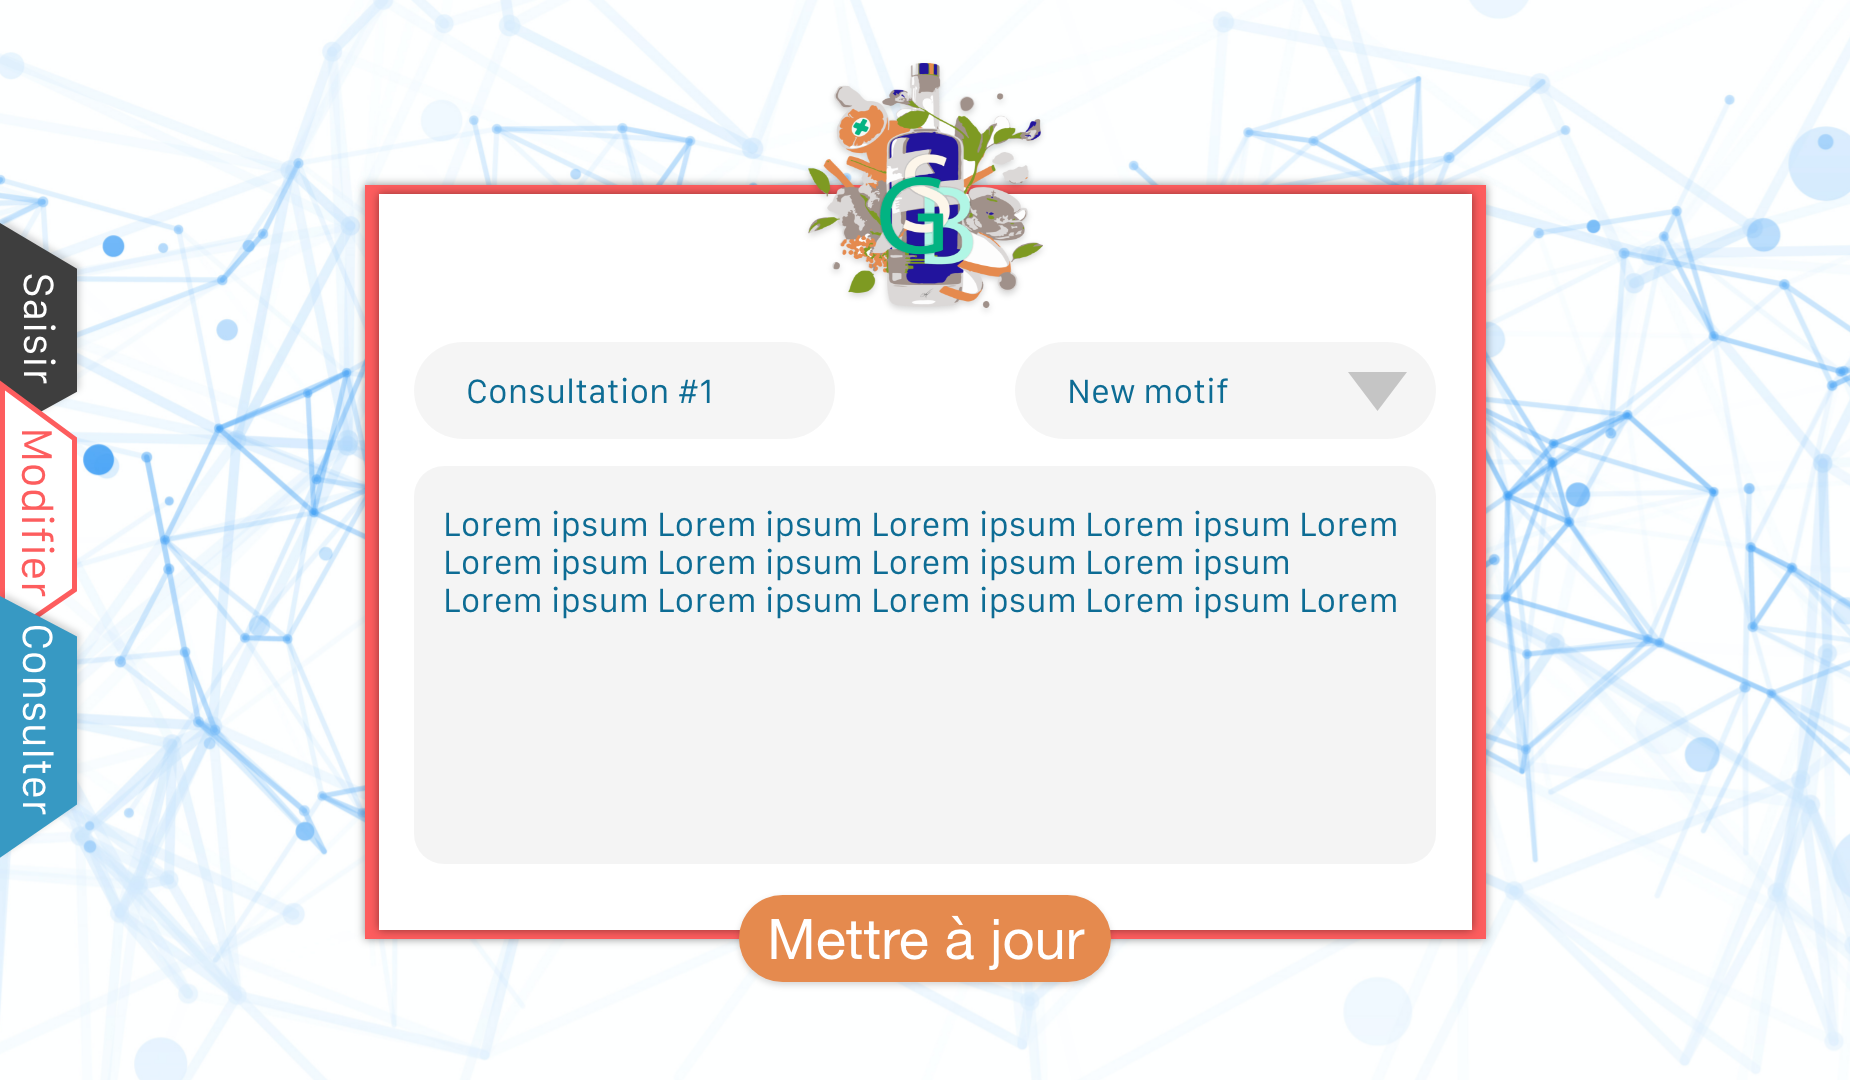 GSB
Saisir
Modifier
Consulter
Consultation #1
New motif
Lorem ipsum Lorem ipsum Lorem ipsum Lorem ipsum Lorem
Lorem ipsum Lorem ipsum Lorem ipsum Lorem ipsum
Lorem ipsum Lorem ipsum Lorem ipsum Lorem ipsum Lorem
Mettre à jour